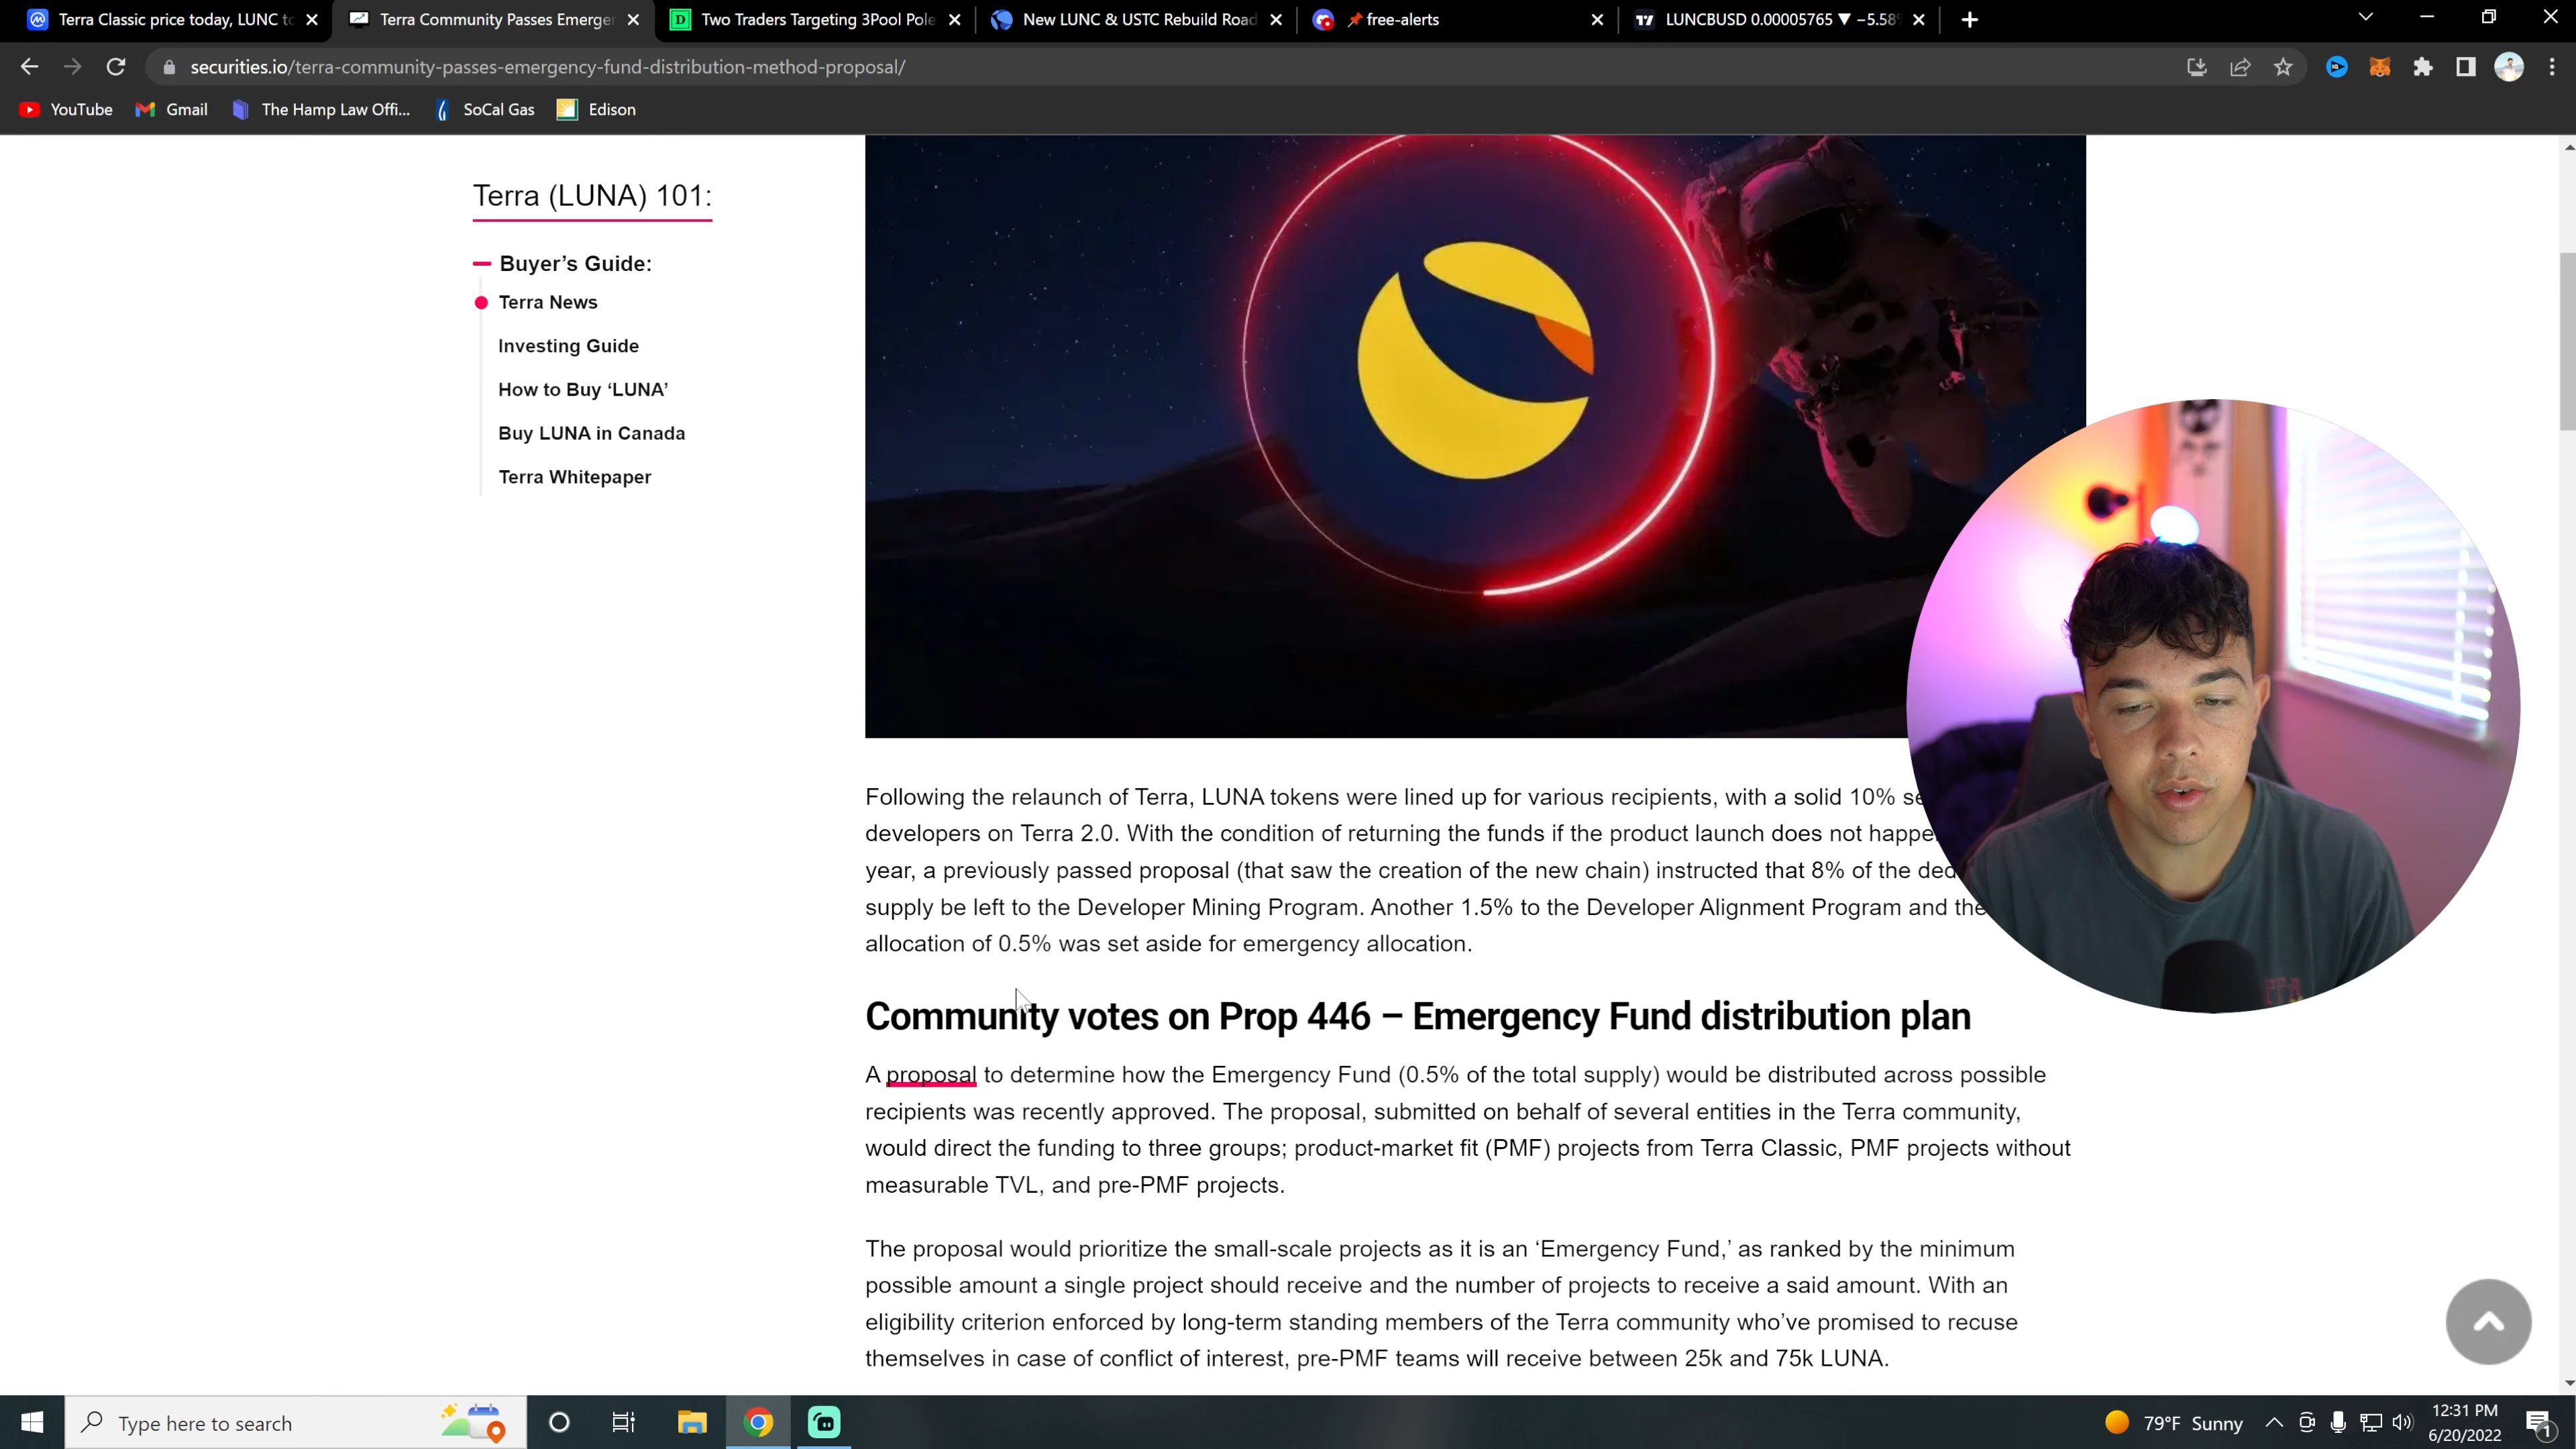 Terra Classic price today, LUNC to
Terra Community Passes Emerge
Two Traders Targeting 3Pool Pole
New LUNC & USTC Rebuild Road
free-alerts
LUNCBUSD 0.00005765 ▼ −5.58
securities.io/terra-community-passes-emergency-fund-distribution-method-proposal/
YouTube
Gmail
The Hamp Law Offi...
SoCal Gas
Edison
Terra (LUNA) 101:
Buyer’s Guide:
Terra News
Investing Guide
How to Buy ‘LUNA’
Buy LUNA in Canada
Terra Whitepaper
Following the relaunch of Terra, LUNA tokens were lined up for various recipients, with a solid 10% se
developers on Terra 2.0. With the condition of returning the funds if the product launch does not happe
year, a previously passed proposal (that saw the creation of the new chain) instructed that 8% of the ded
supply be left to the Developer Mining Program. Another 1.5% to the Developer Alignment Program and the
allocation of 0.5% was set aside for emergency allocation.
Community votes on Prop 446 – Emergency Fund distribution plan
A proposal to determine how the Emergency Fund (0.5% of the total supply) would be distributed across possible
recipients was recently approved. The proposal, submitted on behalf of several entities in the Terra community,
would direct the funding to three groups; product-market fit (PMF) projects from Terra Classic, PMF projects without
measurable TVL, and pre-PMF projects.
The proposal would prioritize the small-scale projects as it is an ‘Emergency Fund,’ as ranked by the minimum
possible amount a single project should receive and the number of projects to receive a said amount. With an
eligibility criterion enforced by long-term standing members of the Terra community who’ve promised to recuse
themselves in case of conflict of interest, pre-PMF teams will receive between 25k and 75k LUNA.
Type here to search
79°F Sunny
12:31 PM
6/20/2022
1